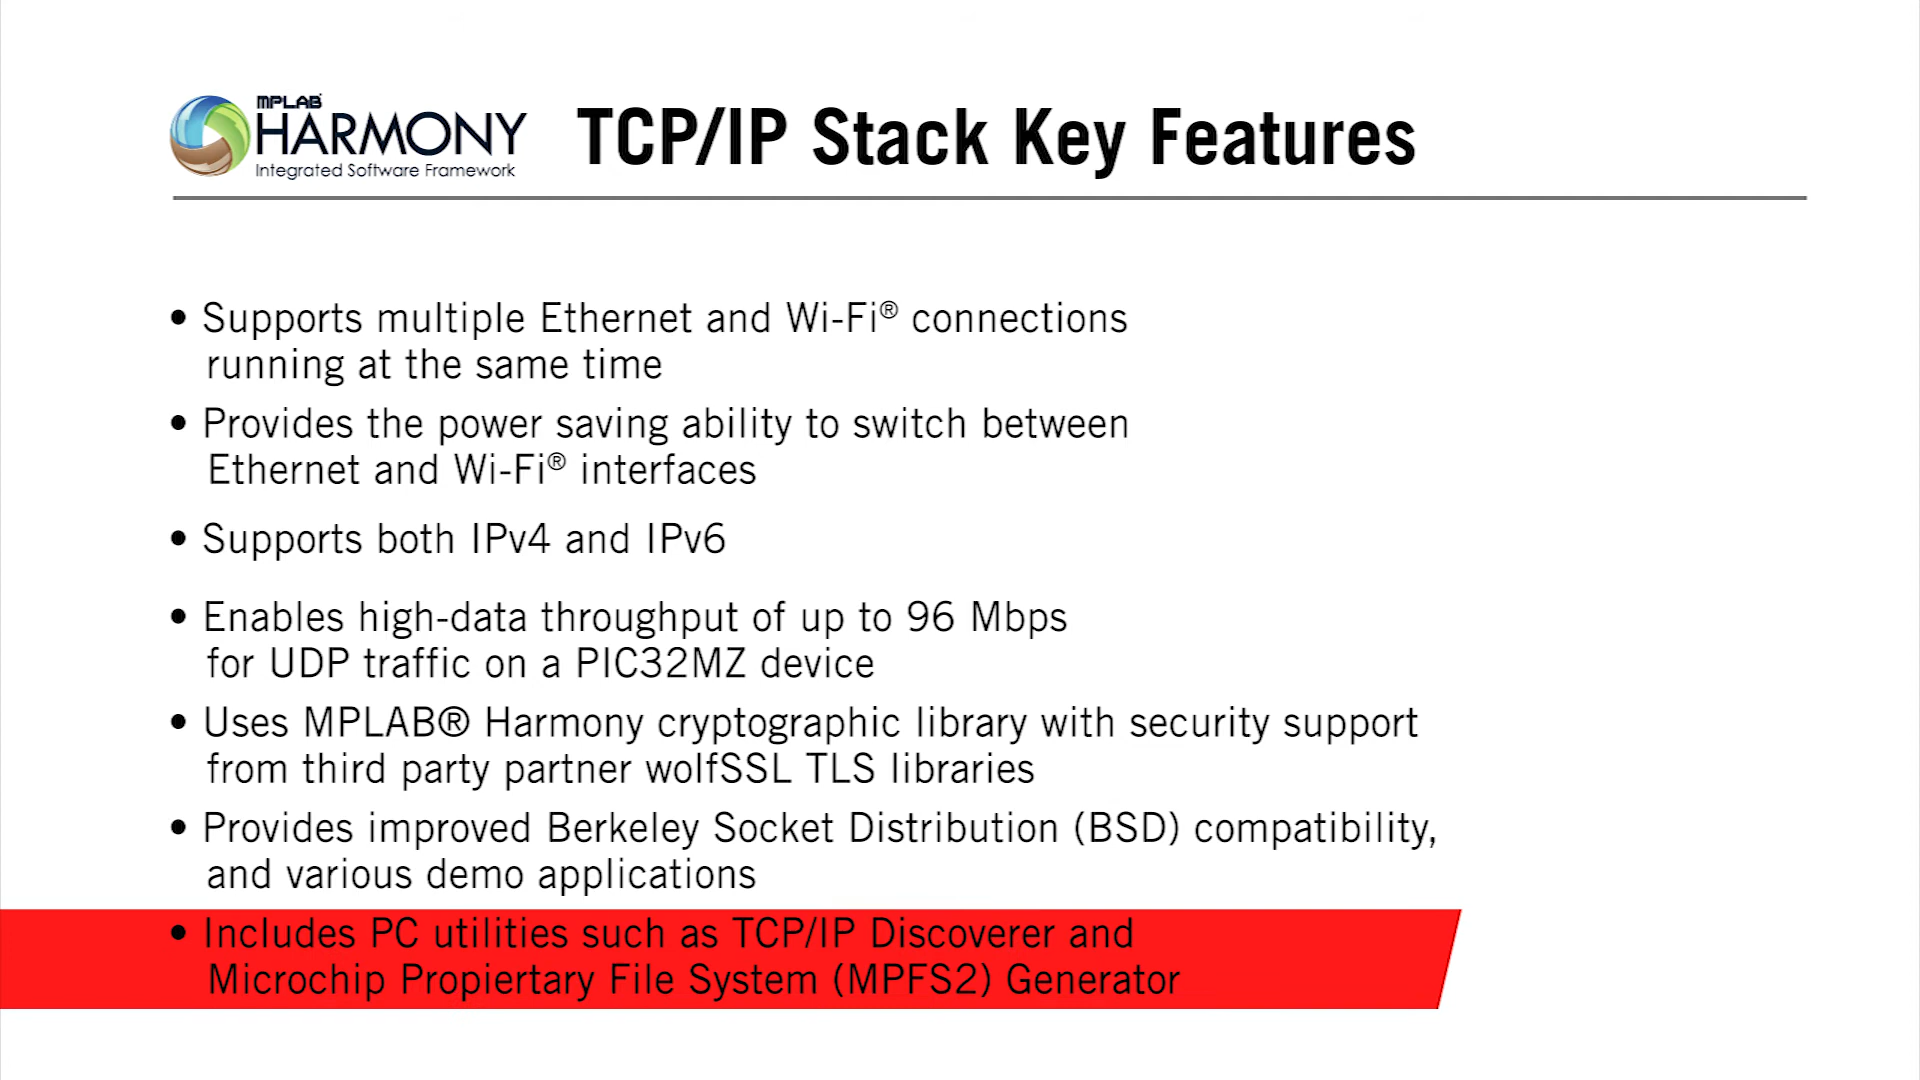 MPLAB®
HARMONY
Integrated Software Framework
TCP/IP Stack Key Features
• Supports multiple Ethernet and Wi-Fi® connections
running at the same time
• Provides the power saving ability to switch between
Ethernet and Wi-Fi® interfaces
• Supports both IPv4 and IPv6
• Enables high-data throughput of up to 96 Mbps
for UDP traffic on a PIC32MZ device
• Uses MPLAB® Harmony cryptographic library with security support
from third party partner wolfSSL TLS libraries
• Provides improved Berkeley Socket Distribution (BSD) compatibility,
and various demo applications
• Includes PC utilities such as TCP/IP Discoverer and
Microchip Propiertary File System (MPFS2) Generator